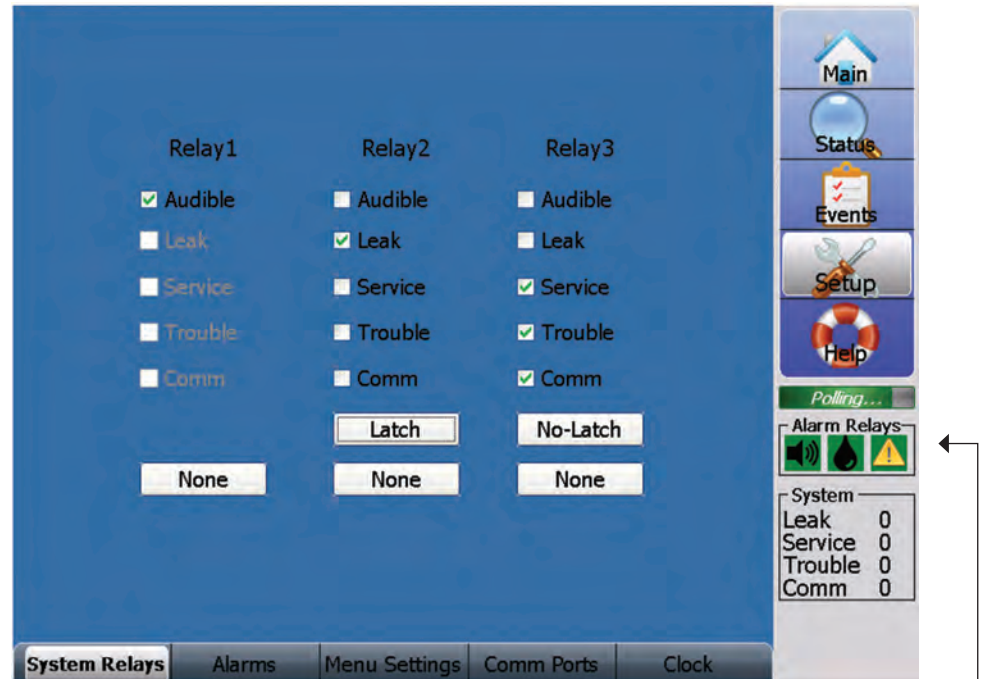 Relay1 Relay2 Relay3
Audible Audible Audible
Leak Leak Leak
Service Service Service
Trouble Trouble Trouble
Comm Comm Comm
Latch No-Latch
None None None
System Relays Alarms Menu Settings Comm Ports Clock
Main
Status
Events
Setup
Help
Polling...
Alarm Relays
System
Leak 0
Service 0
Trouble 0
Comm 0